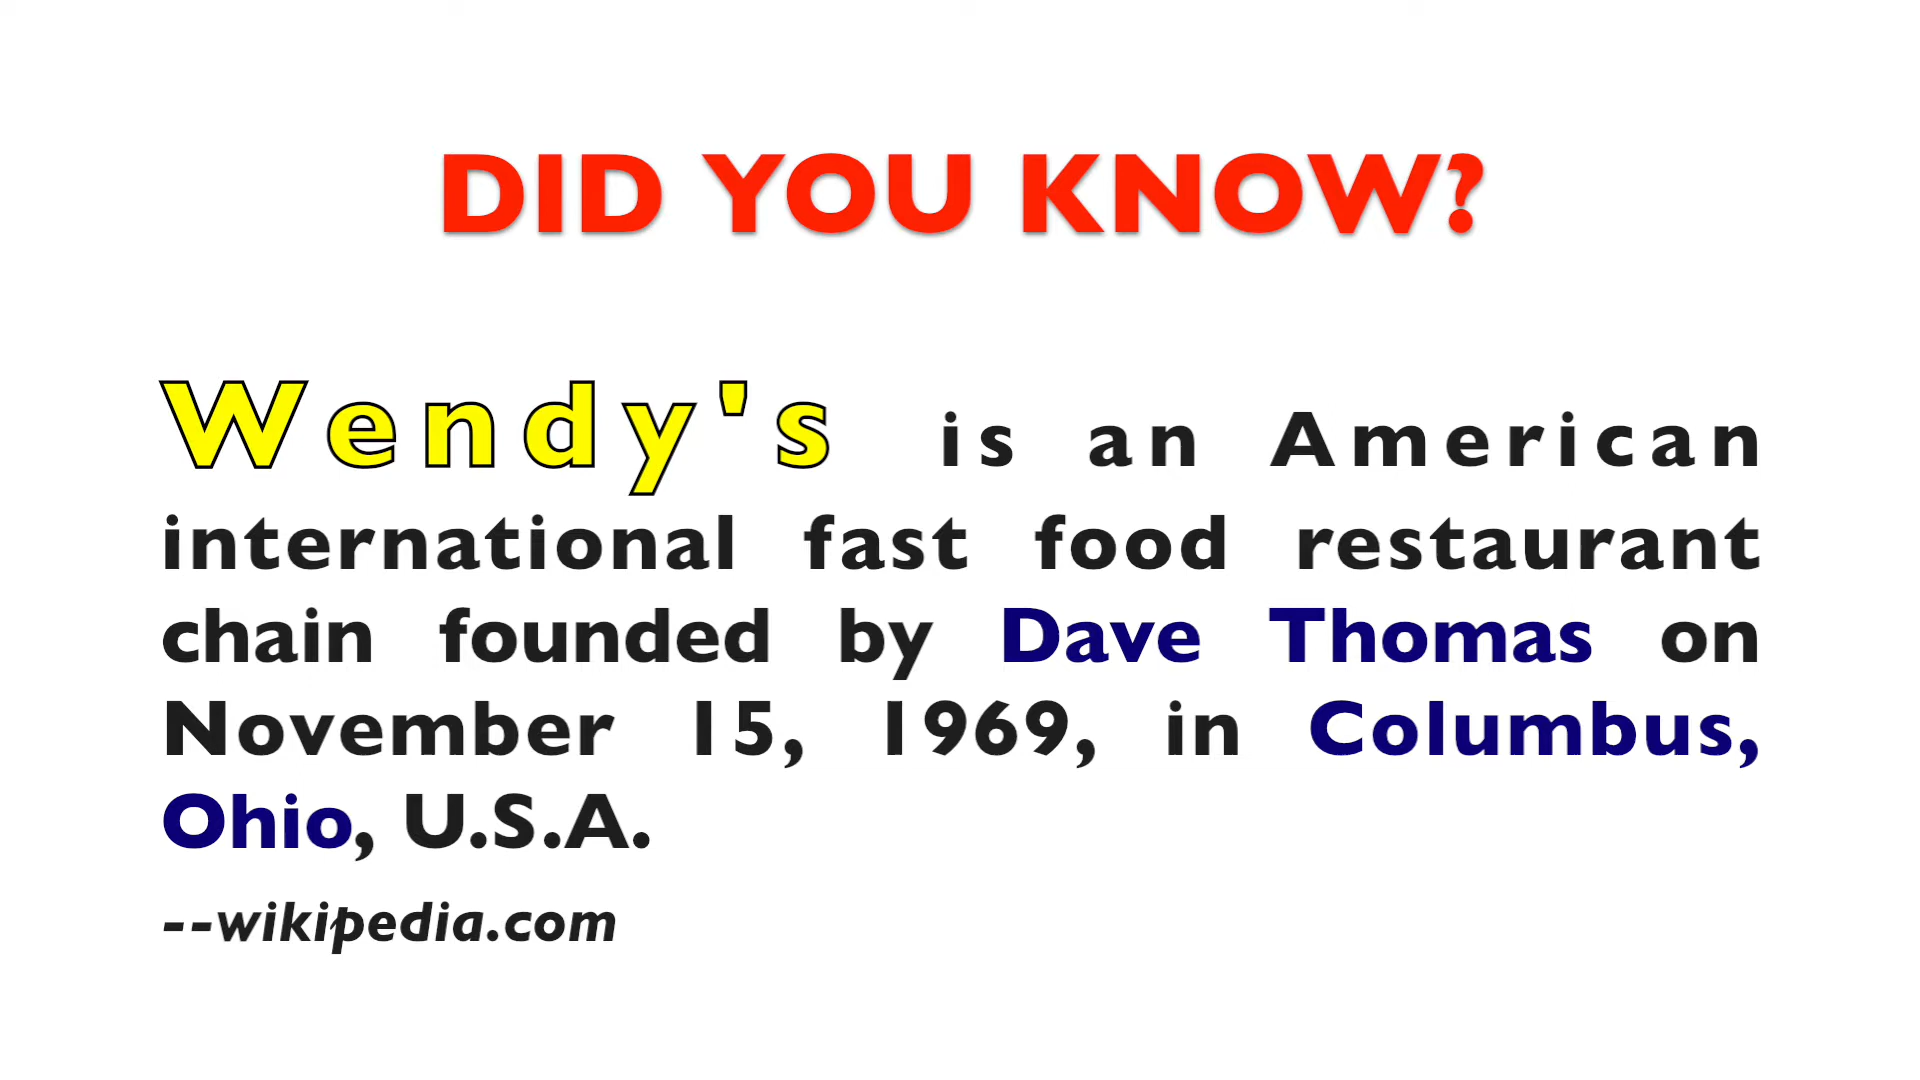 DID YOU KNOW?
Wendy's is an American
international fast food restaurant
chain founded by Dave Thomas on
November 15, 1969, in Columbus,
Ohio, U.S.A.
--wikipedia.com